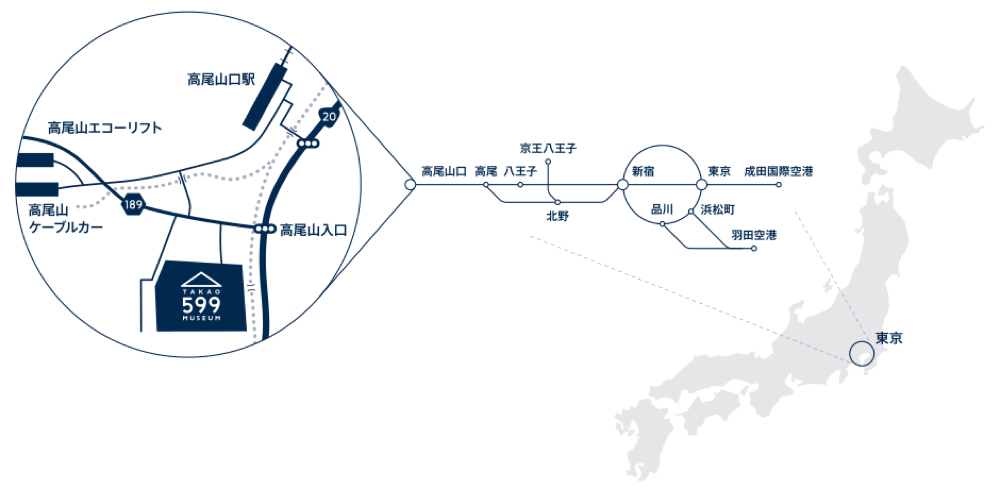 高尾山口駅
20
高尾山エコーリフト
189
高尾山
ケーブルカー
高尾山入口
TAKAO
599
MUSEUM
高尾山口
高尾
八王子
京王八王子
北野
新宿
東京
成田国際空港
品川
浜松町
羽田空港
東京